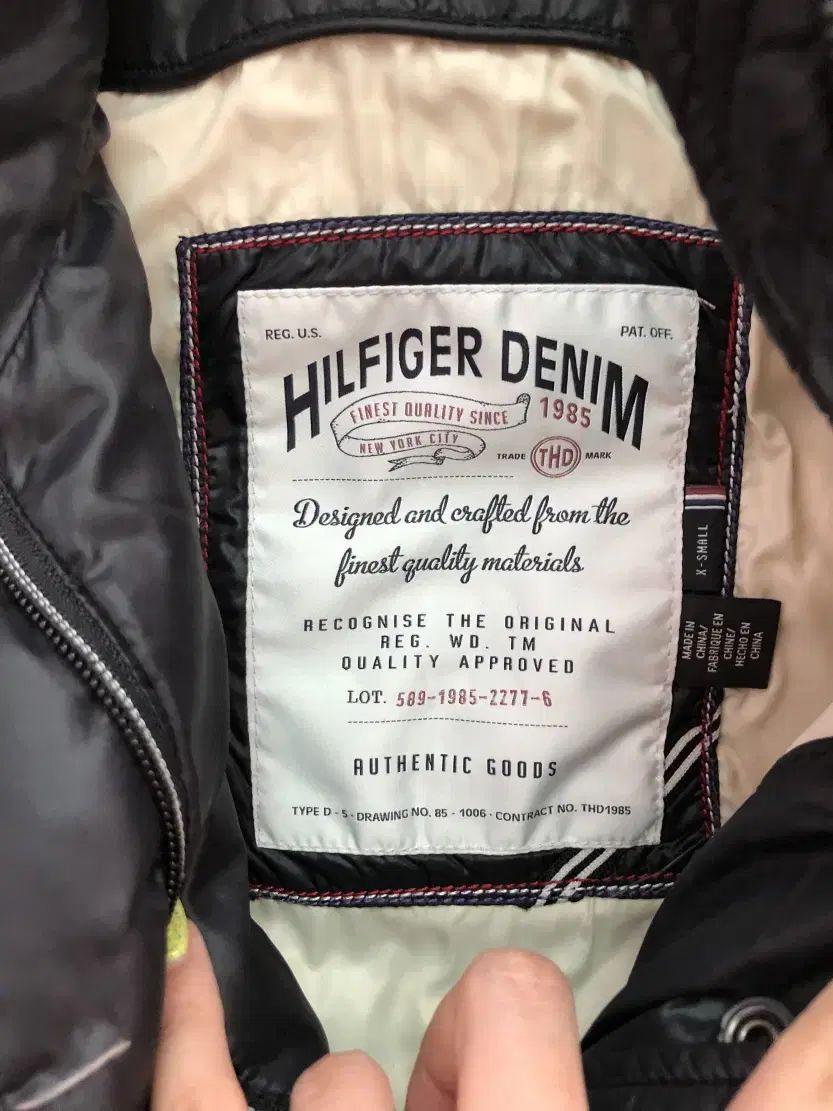 REG. U.S. PAT. OFF.
HILFIGER DENIM
FINEST QUALITY SINCE 1985
NEW YORK CITY
TRADE THD MARK
Designed and crafted from the
finest quality materials
RECOGNISE THE ORIGINAL
REG. WD. TM
QUALITY APPROVED
LOT. 589-1985-2277-6
AUTHENTIC GOODS
TYPE D - 5 · DRAWING NO. 85 - 1006 · CONTRACT NO. THD1985
X-SMALL
MADE IN
CHINA/
FABRIQUE EN
CHINE/
HECHO EN
CHINA